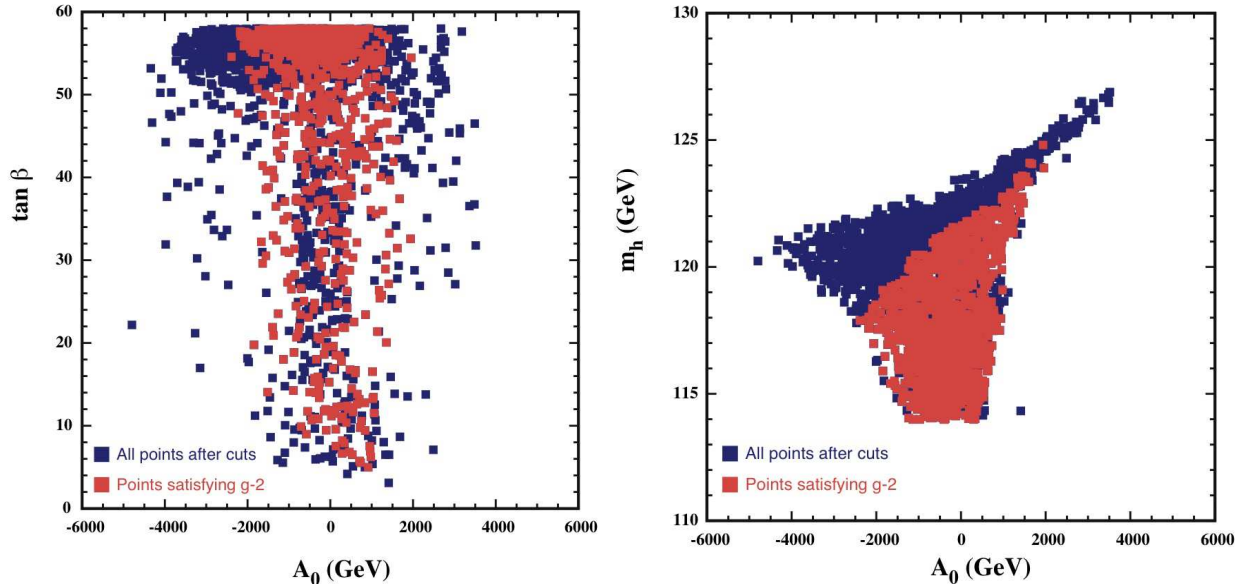 60
50
40
30
20
10
0
tan β
All points after cuts
Points satisfying g-2
-6000 -4000 -2000 0 2000 4000 6000
A₀ (GeV)
130
125
120
115
110
m_h (GeV)
All points after cuts
Points satisfying g-2
-6000 -4000 -2000 0 2000 4000 6000
A₀ (GeV)